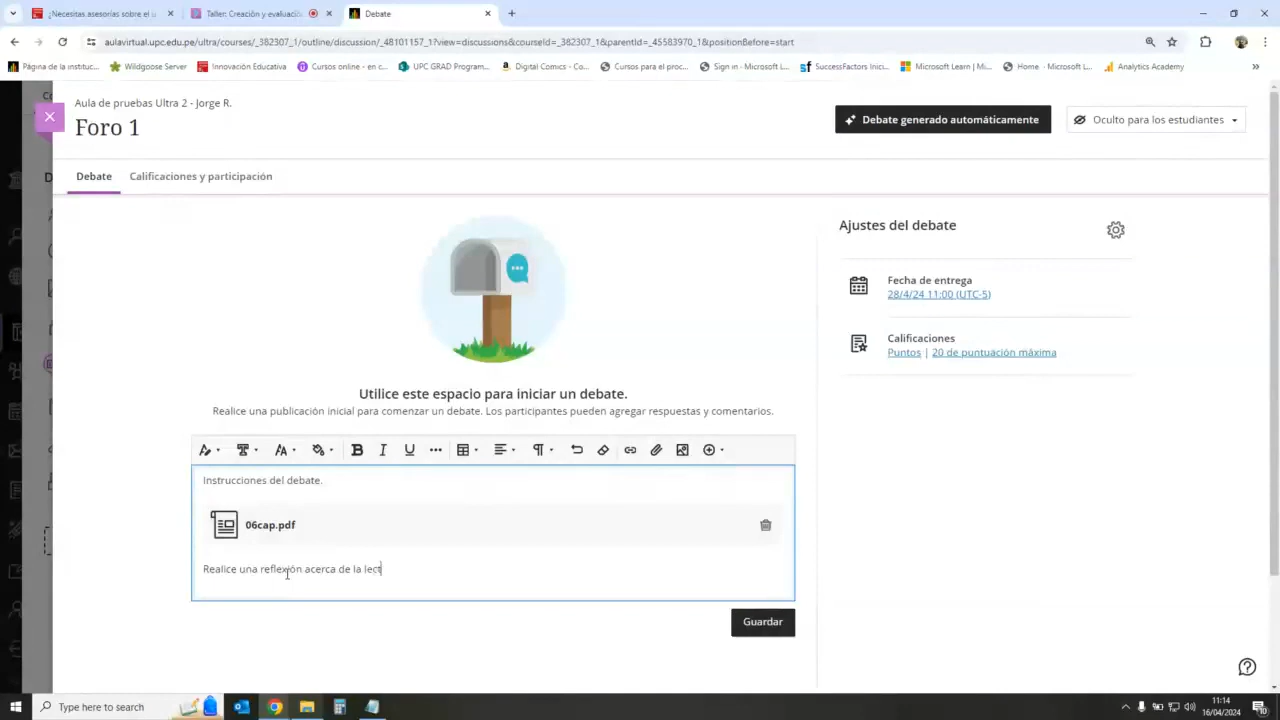 ¿Necesitas asesorías sobre el u
Taller: Creación y evaluació
Debate
aulavirtual.upc.edu.pe/ultra/courses/_382307_1/outline/discussion/_48101157_1?view=discussions&courseId=_382307_1&parentId=_45583970_1&positionBefore=start
Página de la instituc...
Wildgoose Server
Innovación Educativa
Cursos online - en c...
UPC GRAD Program...
Digital Comics - Co...
Cursos para el proc...
Sign in - Microsoft L...
SuccessFactors Inici...
Microsoft Learn | Mi...
Home. - Microsoft L...
Analytics Academy
»
Aula de pruebas Ultra 2 - Jorge R.
Foro 1
Debate generado automáticamente
Oculto para los estudiantes
Debate
Calificaciones y participación
Ajustes del debate
Fecha de entrega
28/4/24 11:00 (UTC-5)
Calificaciones
Puntos | 20 de puntuación máxima
Utilice este espacio para iniciar un debate.
Realice una publicación inicial para comenzar un debate. Los participantes pueden agregar respuestas y comentarios.
Instrucciones del debate.
06cap.pdf
Realice una reflexión acerca de la lect
Guardar
Type here to search
11:14
16/04/2024